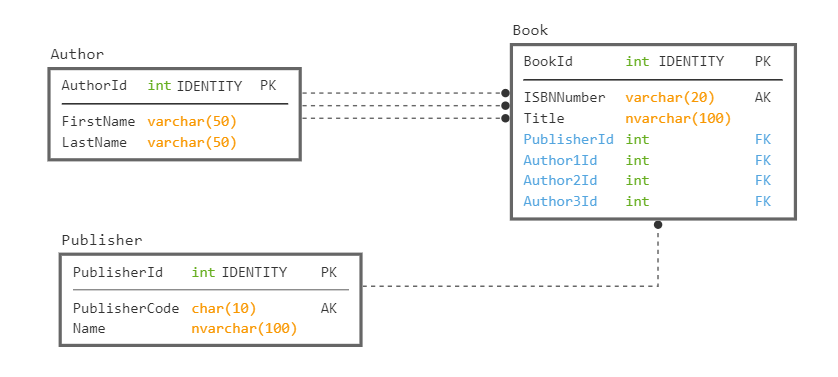 Author
AuthorId int IDENTITY PK
FirstName varchar(50)
LastName varchar(50)
Book
BookId int IDENTITY PK
ISBNNumber varchar(20) AK
Title nvarchar(100)
PublisherId int FK
Author1Id int FK
Author2Id int FK
Author3Id int FK
Publisher
PublisherId int IDENTITY PK
PublisherCode char(10) AK
Name nvarchar(100)